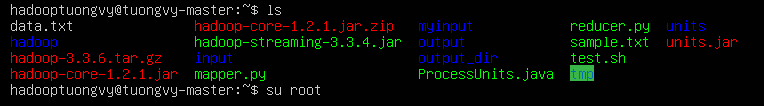 hadooptuongvy@tuongvy-master:~$ ls
data.txt hadoop-core-1.2.1.jar.zip myinput reducer.py units
hadoop hadoop-streaming-3.3.4.jar output sample.txt units.jar
hadoop-3.3.6.tar.gz input output_dir test.sh
hadoop-core-1.2.1.jar mapper.py ProcessUnits.java tmp
hadooptuongvy@tuongvy-master:~$ su root